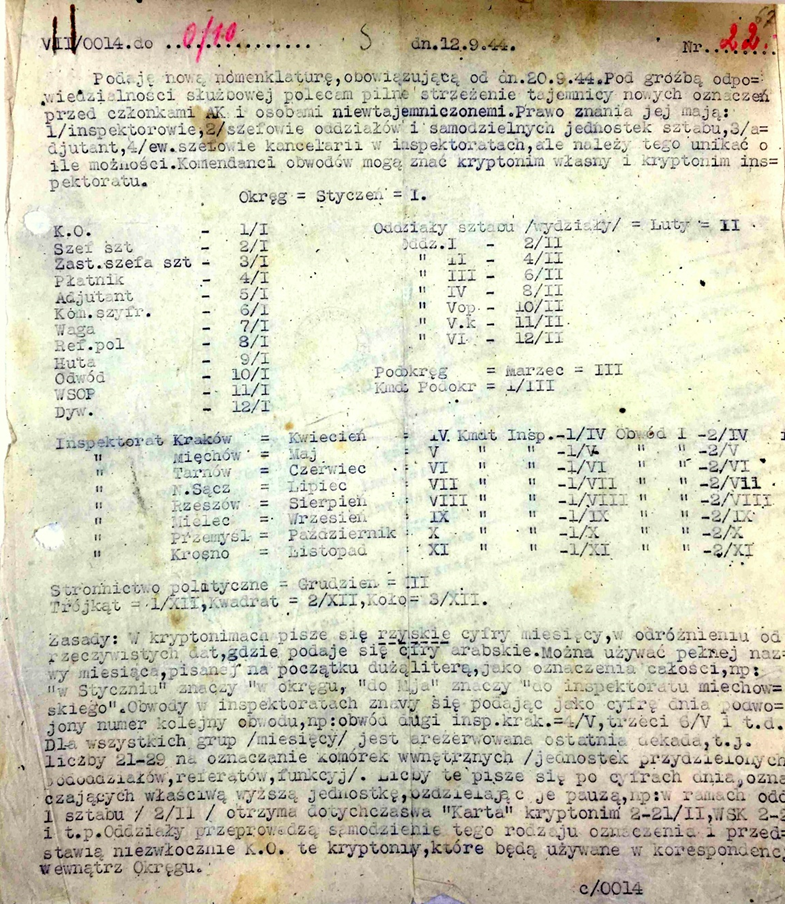 VII/0014.do ..0/10............... S dn.12.9.44. Nr..22.. 67
Podaję nową nomenklaturę,obowiązującą od dn.20.9.44.Pod gróźbą odpo=
wiedzialności służbowej polecam pilne strzeżenie tajemnicy nowych oznaczeń
przed członkami AK i osobami niewtajemniczonemi.Prawo znania jej mają:
1/inspektorowie,2/szefowie oddziałów i samodzielnych jednostek sztabu,3/a=
djutant,4/ew.szefowie kancelarii w inspektoratach,ale należy tego unikać o
ile możności.Komendanci obwodów mogą znać kryptonim własny i kryptonim ins=
pektoratu.
Okręg = Styczeń = I.
K.O. - 1/I Oddziały sztabu /wydziały/ = Luty = II
Szef szt - 2/I Oddz.I - 2/II
Zast.szefa szt - 3/I " II - 4/II
Płatnik - 4/I " III - 6/II
Adjutant - 5/I " IV - 8/II
Kom.szyfr. - 6/I " Vop - 10/II
Waga - 7/I " V.k - 11/II
Ref.pol - 8/I " VI - 12/II
Huta - 9/I
Odwód - 10/I Podokręg = Marzec = III
WSOP - 11/I Kmdt Podokr = 1/III
Dyw. - 12/I
Inspektorat Kraków = Kwiecień = IV Kmdt Insp.-1/IV Obwód I -2/IV i
" Miechów = Maj : V " " -1/V " " -2/V
" Tarnów = Czerwiec : VI " " -1/VI " " -2/VI
" N.Sącz = Lipiec : VII " " -1/VII " " -2/VII
" Rzeszów = Sierpień : VIII " " -1/VIII " " -2/VIII
" Mielec = Wrzesień : IX " " -1/IX " " -2/IX
" Przemyśl = Październik : X " " -1/X " " -2/X
" Krosno = Listopad : XI " " -1/XI " " -2/XI
Stronnictwo polityczne = Grudzien = III
Trójkąt = 1/XII,Kwadrat = 2/XII,Koło= 3/XII.
Zasady: W kryptonimach pisze się rzyskie cyfry miesięcy,w odróżnieniu od
rzeczywistych dat,gdzie podaje się cyfry arabskie.Można używać pełnej naz=
wy miesiąca,pisanej na początku dużąliterą,jako oznaczenia całości,np:
"w Styczniu" znaczy "w okręgu," "do Mja" znaczy "do inspektoratu miechow=
skiego".Obwody w inspektoratach znavy się podając jako cyfrę dnia podwo=
jony numer kolejny obwodu,np:obwód dugi insp.krak.=4/V,trzeci 6/V i t.d.
Dla wszystkich grup /miesięcy/ jest arezerwowana ostatnia dekada,t.j.
liczby 21-29 na oznaczanie komórek wwnętrznych /jednostek przydzielonych
pododdziałów,referatów,funkcyj/. Liczby te pisze się po cyfrach dnia,ozna
czających właściwą wyższą jednostkę,ozdzielając je pauzą,np:w ramach odd
1 sztabu / 2/II / otrzyma dotychczaswa "Karta" kryptonim 2-21/II,WSK 2-2
i t.p.Oddziały przeprowadzą samodzielnie tego rodzaju oznaczenia i przed=
stawią niezwłocznie K.O. te kryptonimy,które będą używane w korespondencj
wewnątrz Okręgu.
c/0014